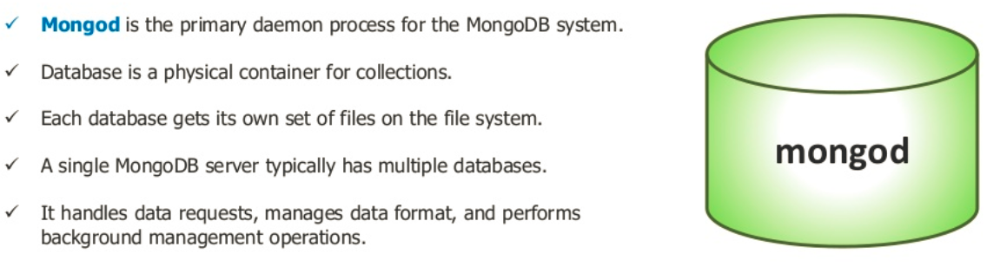 ✓ Mongod is the primary daemon process for the MongoDB system.
✓ Database is a physical container for collections.
✓ Each database gets its own set of files on the file system.
✓ A single MongoDB server typically has multiple databases.
✓ It handles data requests, manages data format, and performs
background management operations.
mongod